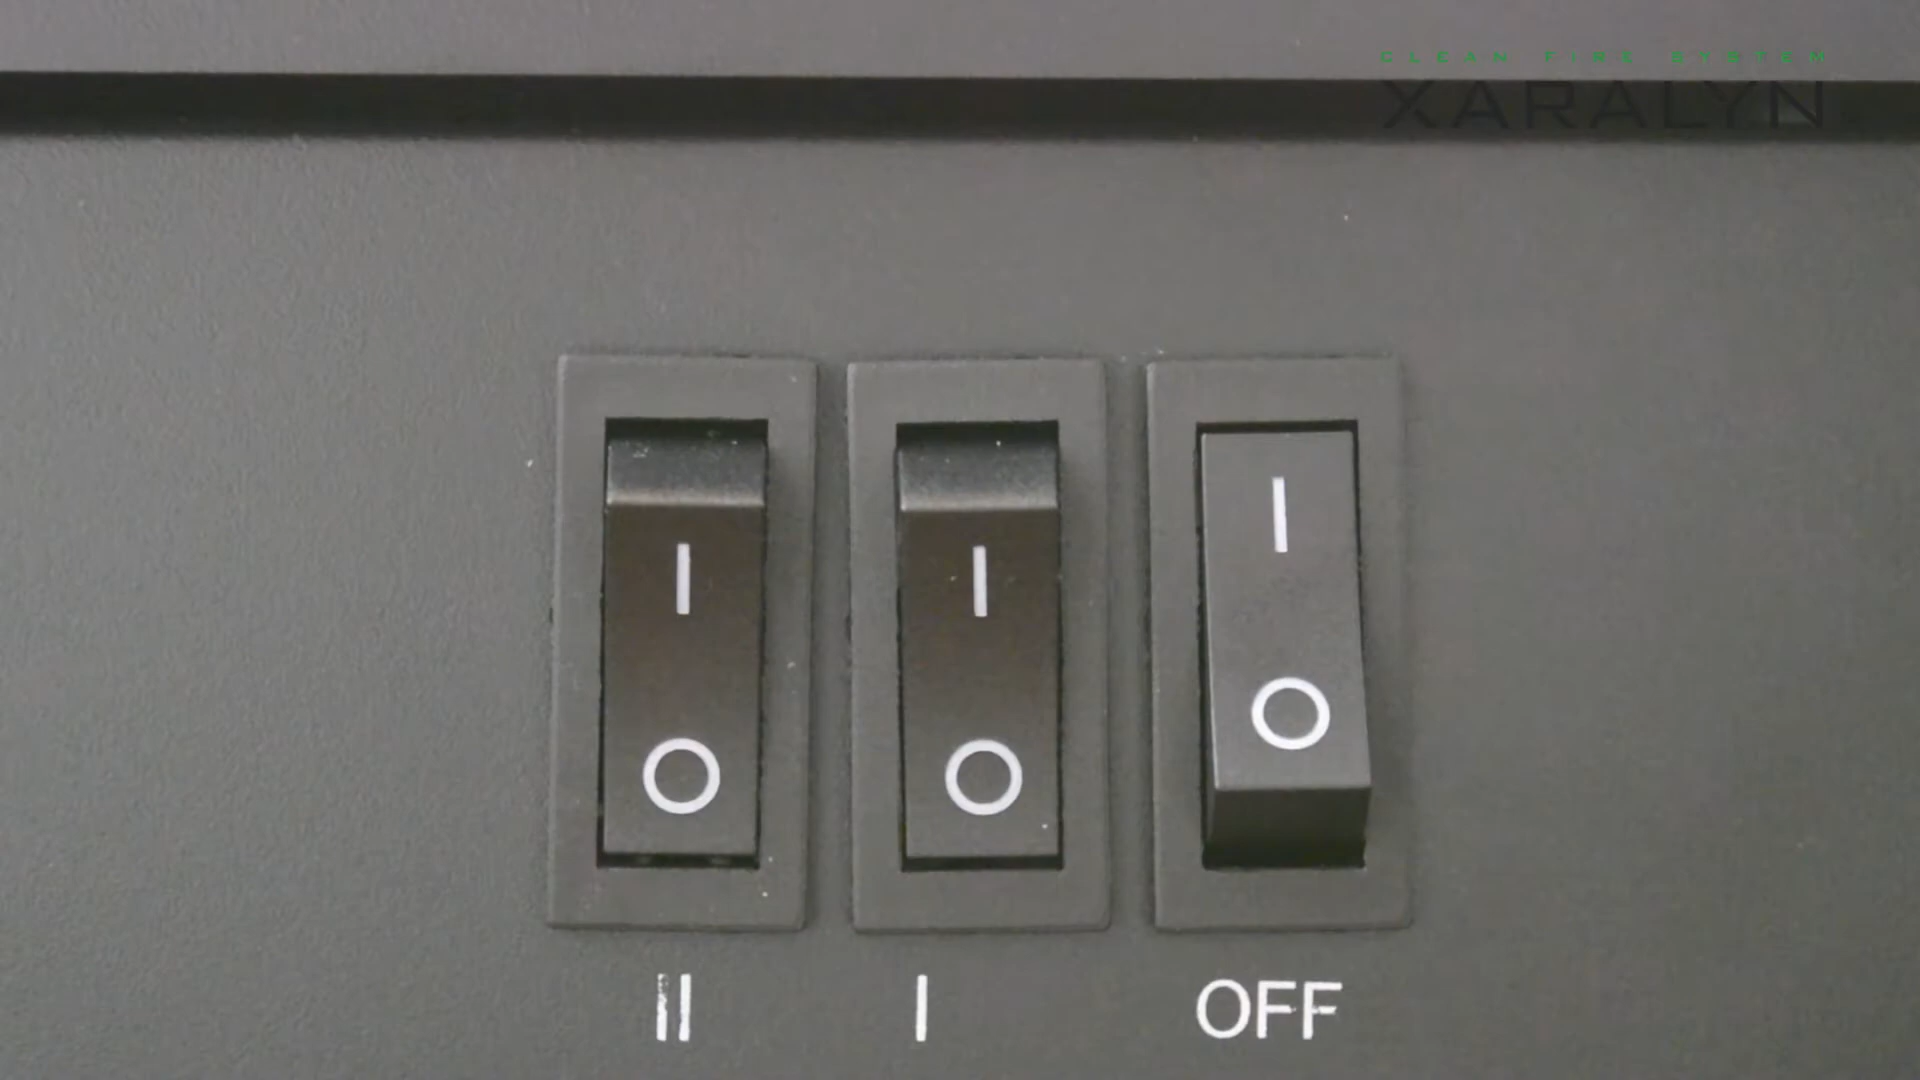 CLEAN FIRE SYSTEM
XARALYN
I I I
O O O
II I OFF